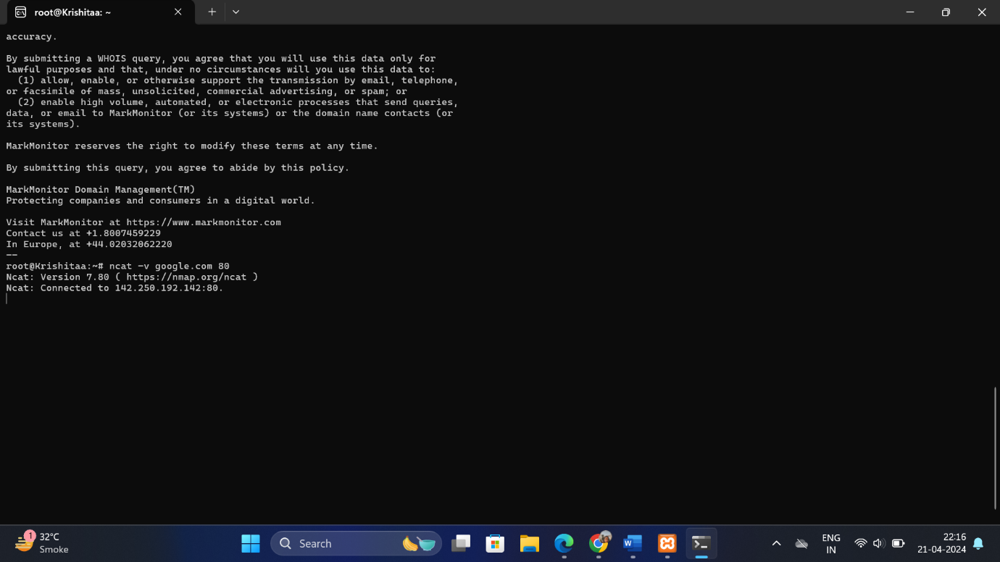 root@Krishitaa: ~
accuracy.
By submitting a WHOIS query, you agree that you will use this data only for
lawful purposes and that, under no circumstances will you use this data to:
(1) allow, enable, or otherwise support the transmission by email, telephone,
or facsimile of mass, unsolicited, commercial advertising, or spam; or
(2) enable high volume, automated, or electronic processes that send queries,
data, or email to MarkMonitor (or its systems) or the domain name contacts (or
its systems).
MarkMonitor reserves the right to modify these terms at any time.
By submitting this query, you agree to abide by this policy.
MarkMonitor Domain Management(TM)
Protecting companies and consumers in a digital world.
Visit MarkMonitor at https://www.markmonitor.com
Contact us at +1.8007459229
In Europe, at +44.02032062220
--
root@Krishitaa:~# ncat -v google.com 80
Ncat: Version 7.80 ( https://nmap.org/ncat )
Ncat: Connected to 142.250.192.142:80.
1
32°C
Smoke
Search
ENG
IN
22:16
21-04-2024